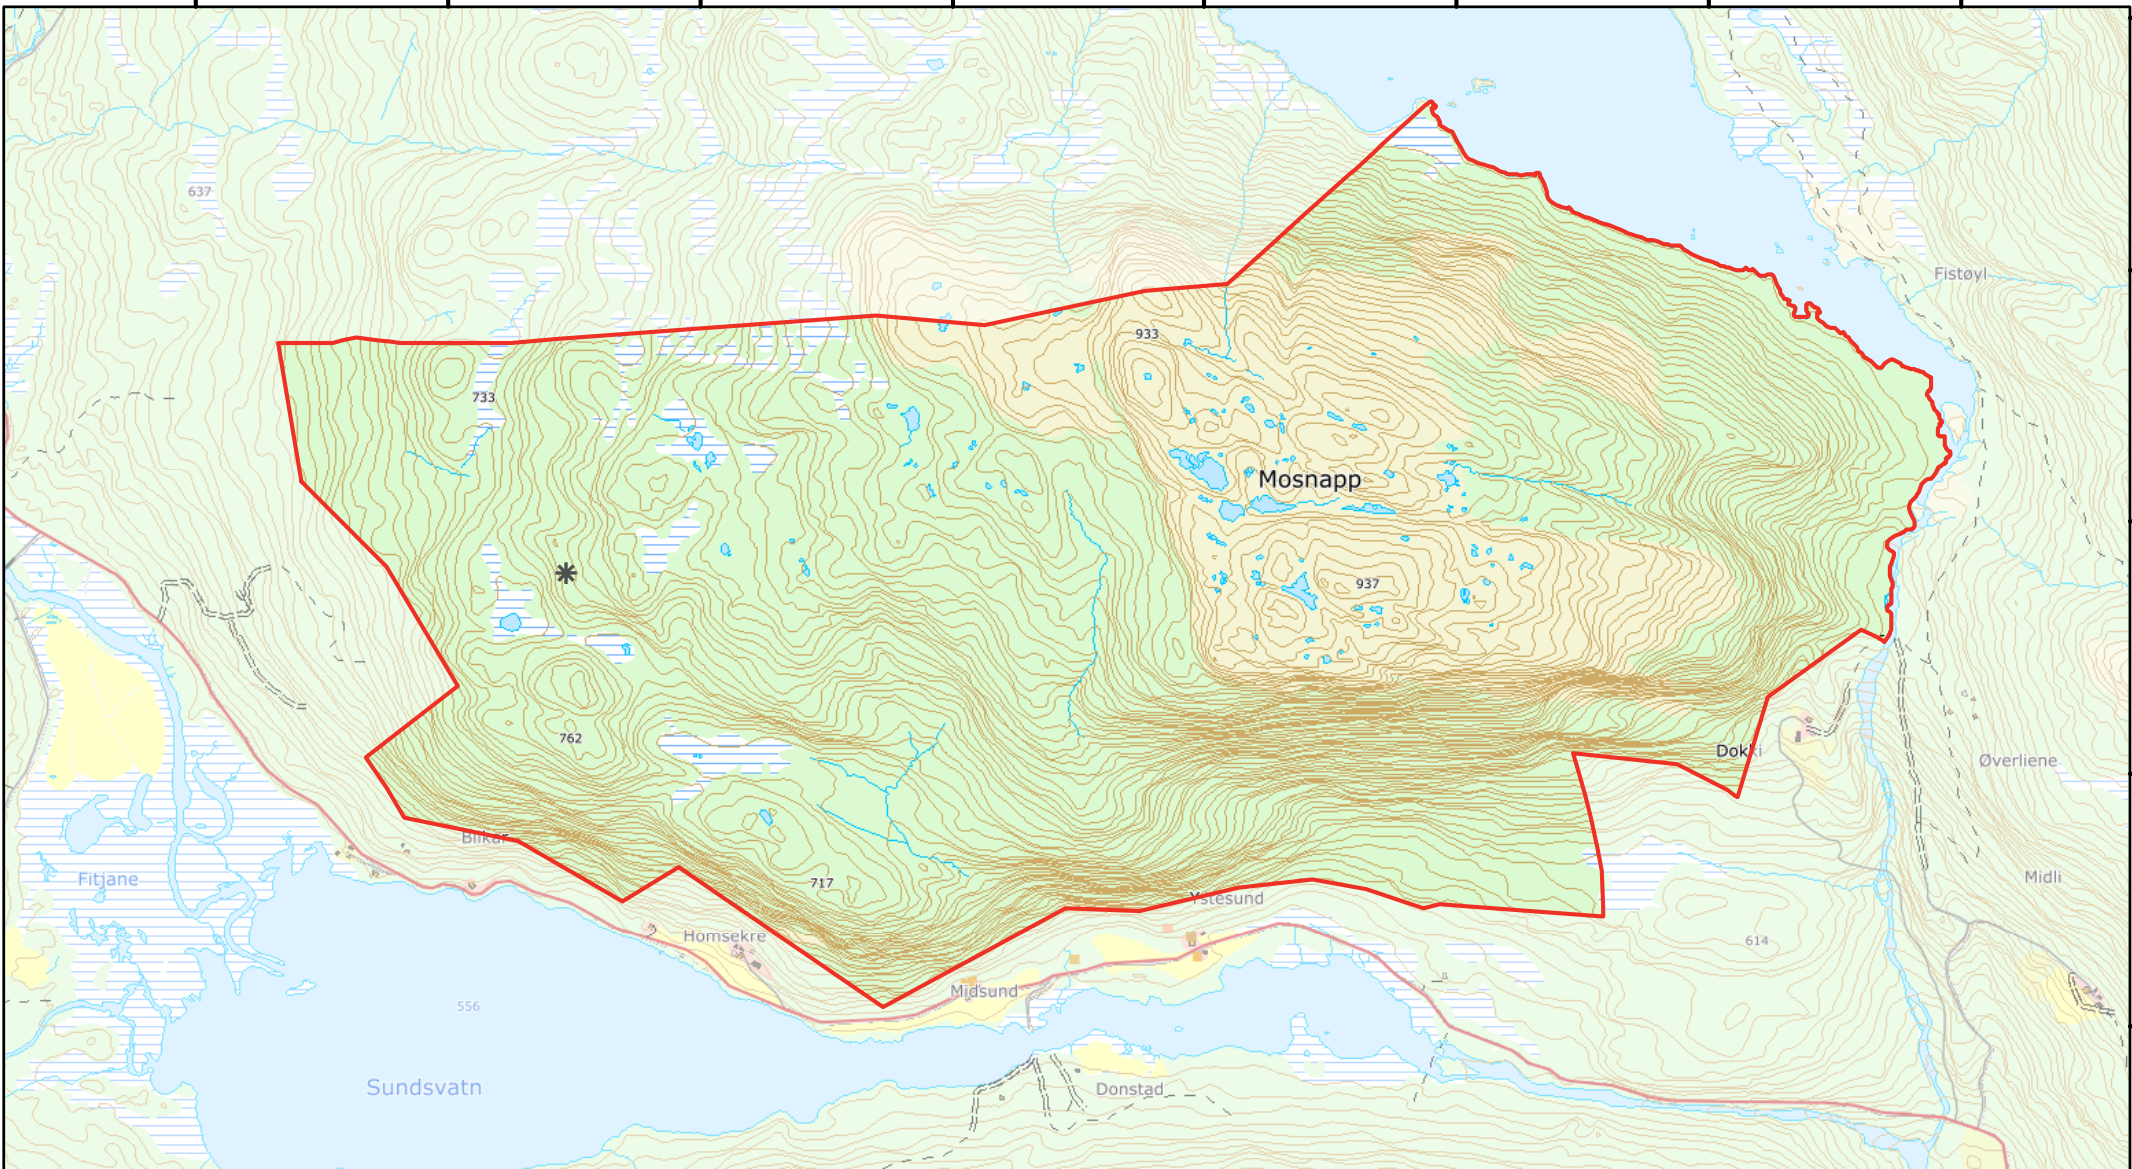 637
Fistøyl
933
733
Mosnapp
937
762
Dokki
Øverliene
Blikar
Fitjane
717
Midli
Ystesund
Homsekre
614
Midsund
556
Sundsvatn
Donstad